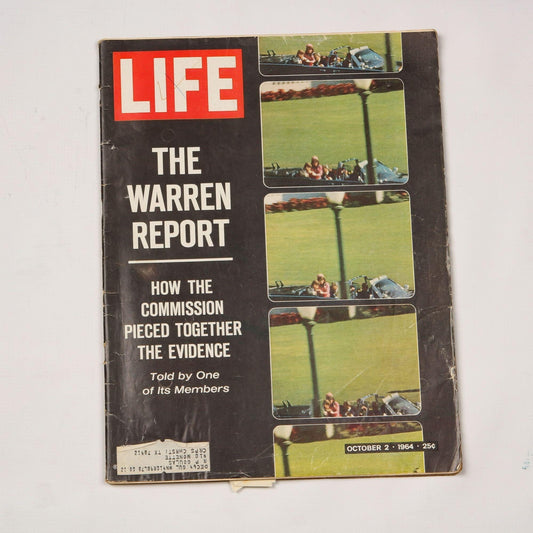 LIFE
THE
WARREN
REPORT
HOW THE
COMMISSION
PIECED TOGETHER
THE EVIDENCE
Told by One
of Its Members
OCTOBER 2 · 1964 · 25¢